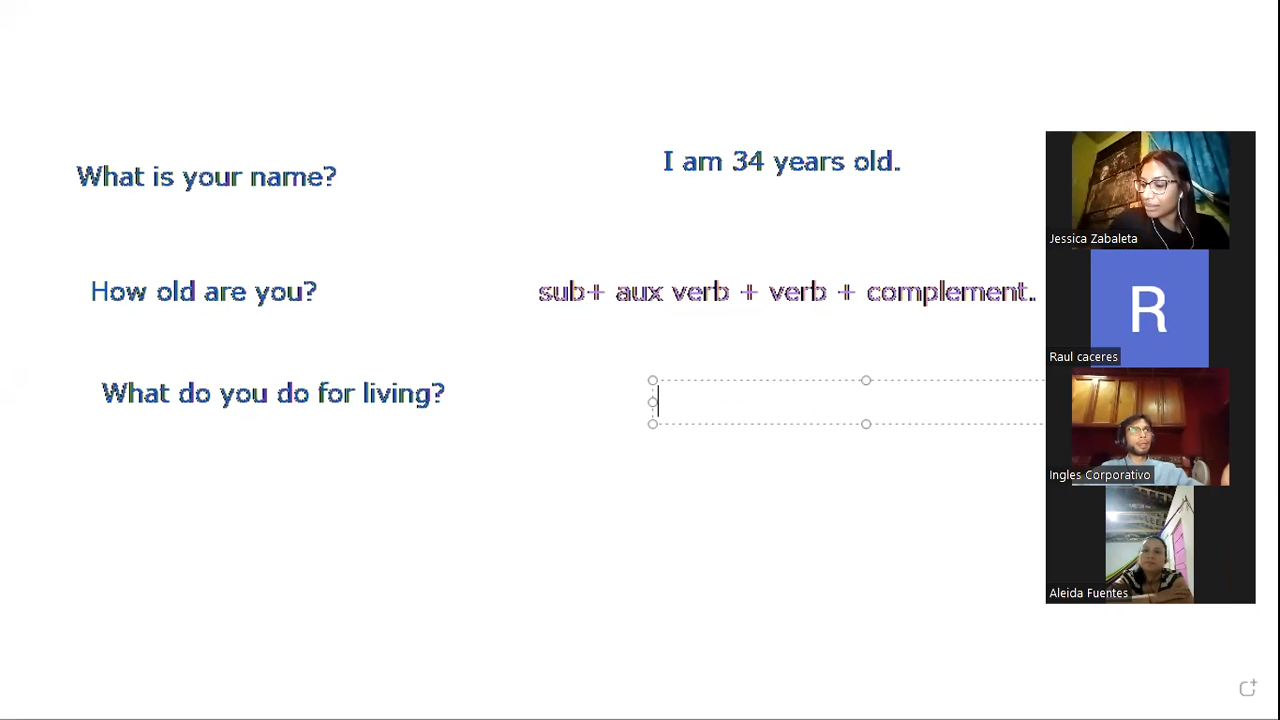 What is your name?
I am 34 years old.
How old are you?
sub+ aux verb + verb + complement.
What do you do for living?
Jessica Zabaleta
R
Raul caceres
Ingles Corporativo
Aleida Fuentes